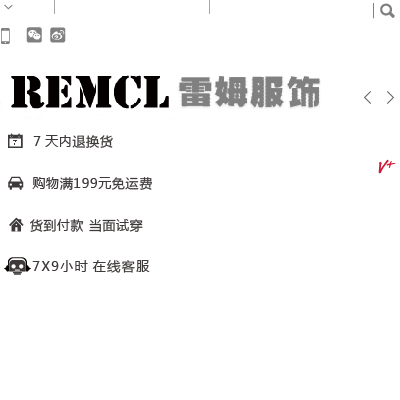 REMCL 雷姆服饰
7 天内退换货
V+
购物满199元免运费
货到付款 当面试穿
7X9小时 在线客服